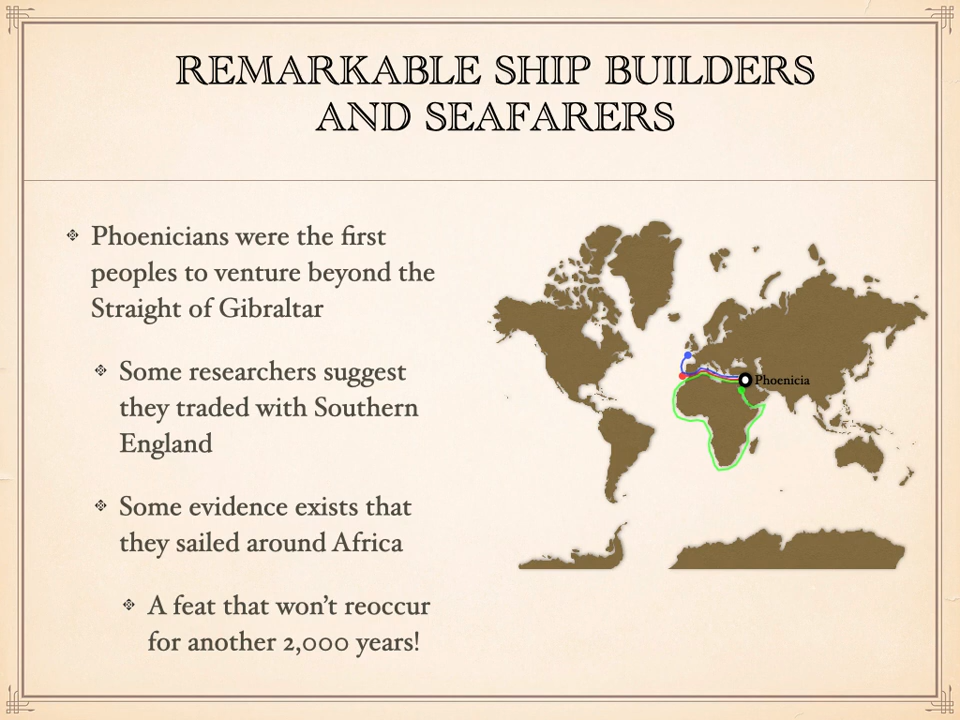 REMARKABLE SHIP BUILDERS
AND SEAFARERS
Phoenicians were the first
peoples to venture beyond the
Straight of Gibraltar
Some researchers suggest
they traded with Southern
England
Some evidence exists that
they sailed around Africa
A feat that won't reoccur
for another 2,000 years!
Phoenicia